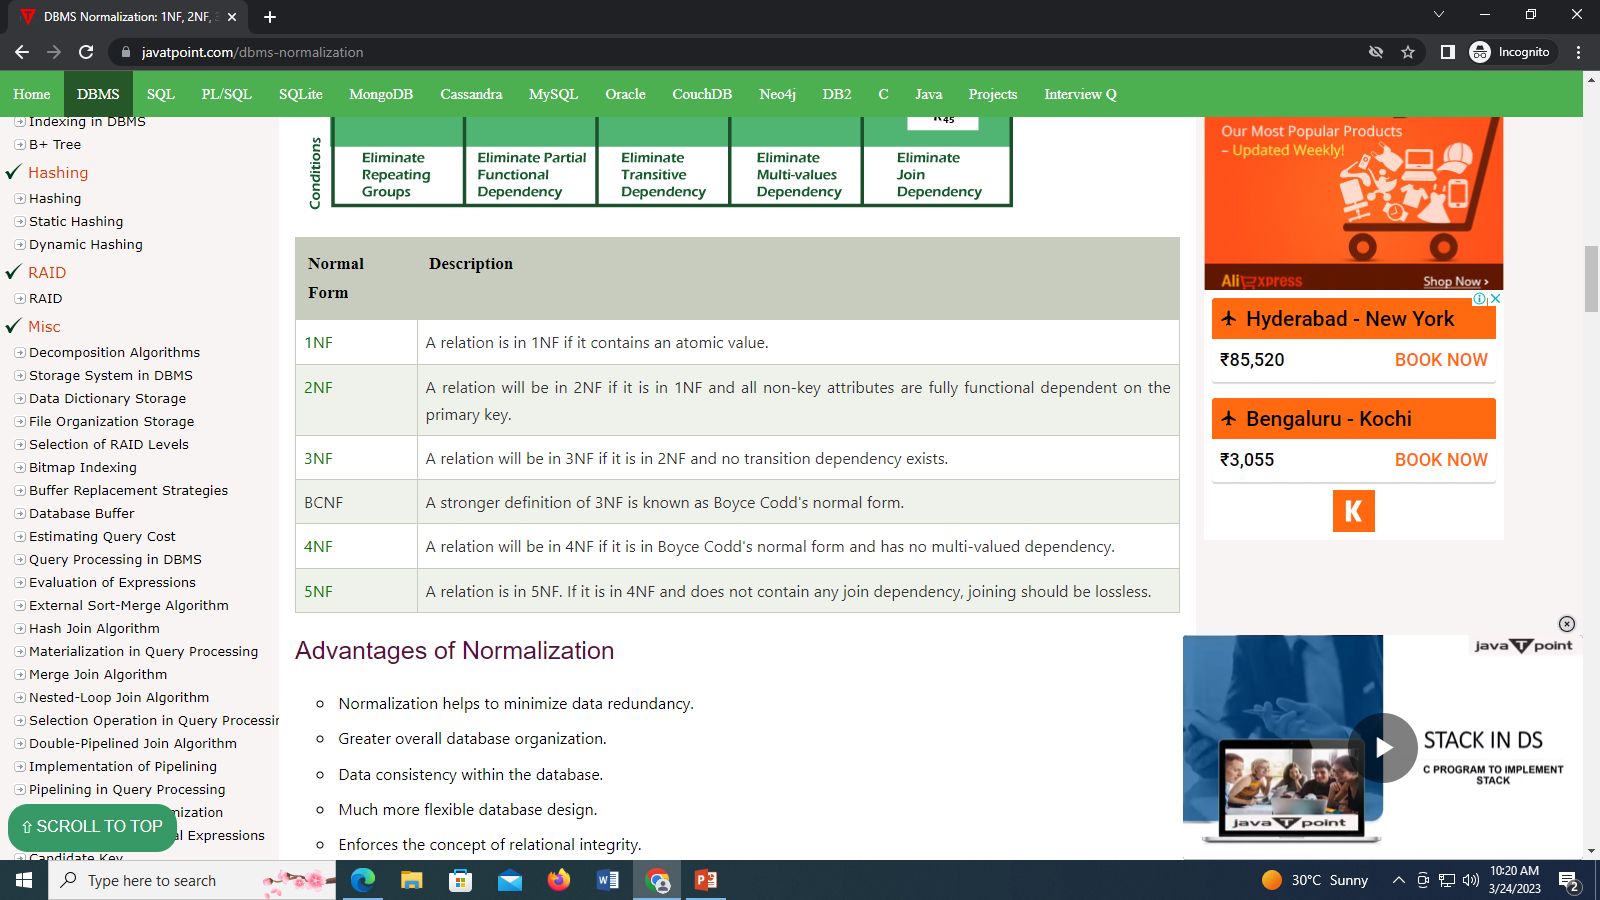 DBMS Normalization: 1NF, 2NF, 3
javatpoint.com/dbms-normalization
Incognito
Home DBMS SQL PL/SQL SQLite MongoDB Cassandra MySQL Oracle CouchDB Neo4j DB2 C Java Projects Interview Q
Indexing in DBMS
B+ Tree
Hashing
Hashing
Static Hashing
Dynamic Hashing
RAID
RAID
Misc
Decomposition Algorithms
Storage System in DBMS
Data Dictionary Storage
File Organization Storage
Selection of RAID Levels
Bitmap Indexing
Buffer Replacement Strategies
Database Buffer
Estimating Query Cost
Query Processing in DBMS
Evaluation of Expressions
External Sort-Merge Algorithm
Hash Join Algorithm
Materialization in Query Processing
Merge Join Algorithm
Nested-Loop Join Algorithm
Selection Operation in Query Processin
Double-Pipelined Join Algorithm
Implementation of Pipelining
Pipelining in Query Processing
mization
al Expressions
Candidate Key
⇧ SCROLL TO TOP
R45
Conditions
Eliminate Repeating Groups
Eliminate Partial Functional Dependency
Eliminate Transitive Dependency
Eliminate Multi-values Dependency
Eliminate Join Dependency
Normal Form Description
1NF A relation is in 1NF if it contains an atomic value.
2NF A relation will be in 2NF if it is in 1NF and all non-key attributes are fully functional dependent on the
primary key.
3NF A relation will be in 3NF if it is in 2NF and no transition dependency exists.
BCNF A stronger definition of 3NF is known as Boyce Codd's normal form.
4NF A relation will be in 4NF if it is in Boyce Codd's normal form and has no multi-valued dependency.
5NF A relation is in 5NF. If it is in 4NF and does not contain any join dependency, joining should be lossless.
Advantages of Normalization
Normalization helps to minimize data redundancy.
Greater overall database organization.
Data consistency within the database.
Much more flexible database design.
Enforces the concept of relational integrity.
Our Most Popular Products
– Updated Weekly!
AliExpress
Shop Now ›
Hyderabad - New York
₹85,520 BOOK NOW
Bengaluru - Kochi
₹3,055 BOOK NOW
K
java T point
STACK IN DS
C PROGRAM TO IMPLEMENT
STACK
java T point
Type here to search
30°C Sunny
10:20 AM
3/24/2023
2